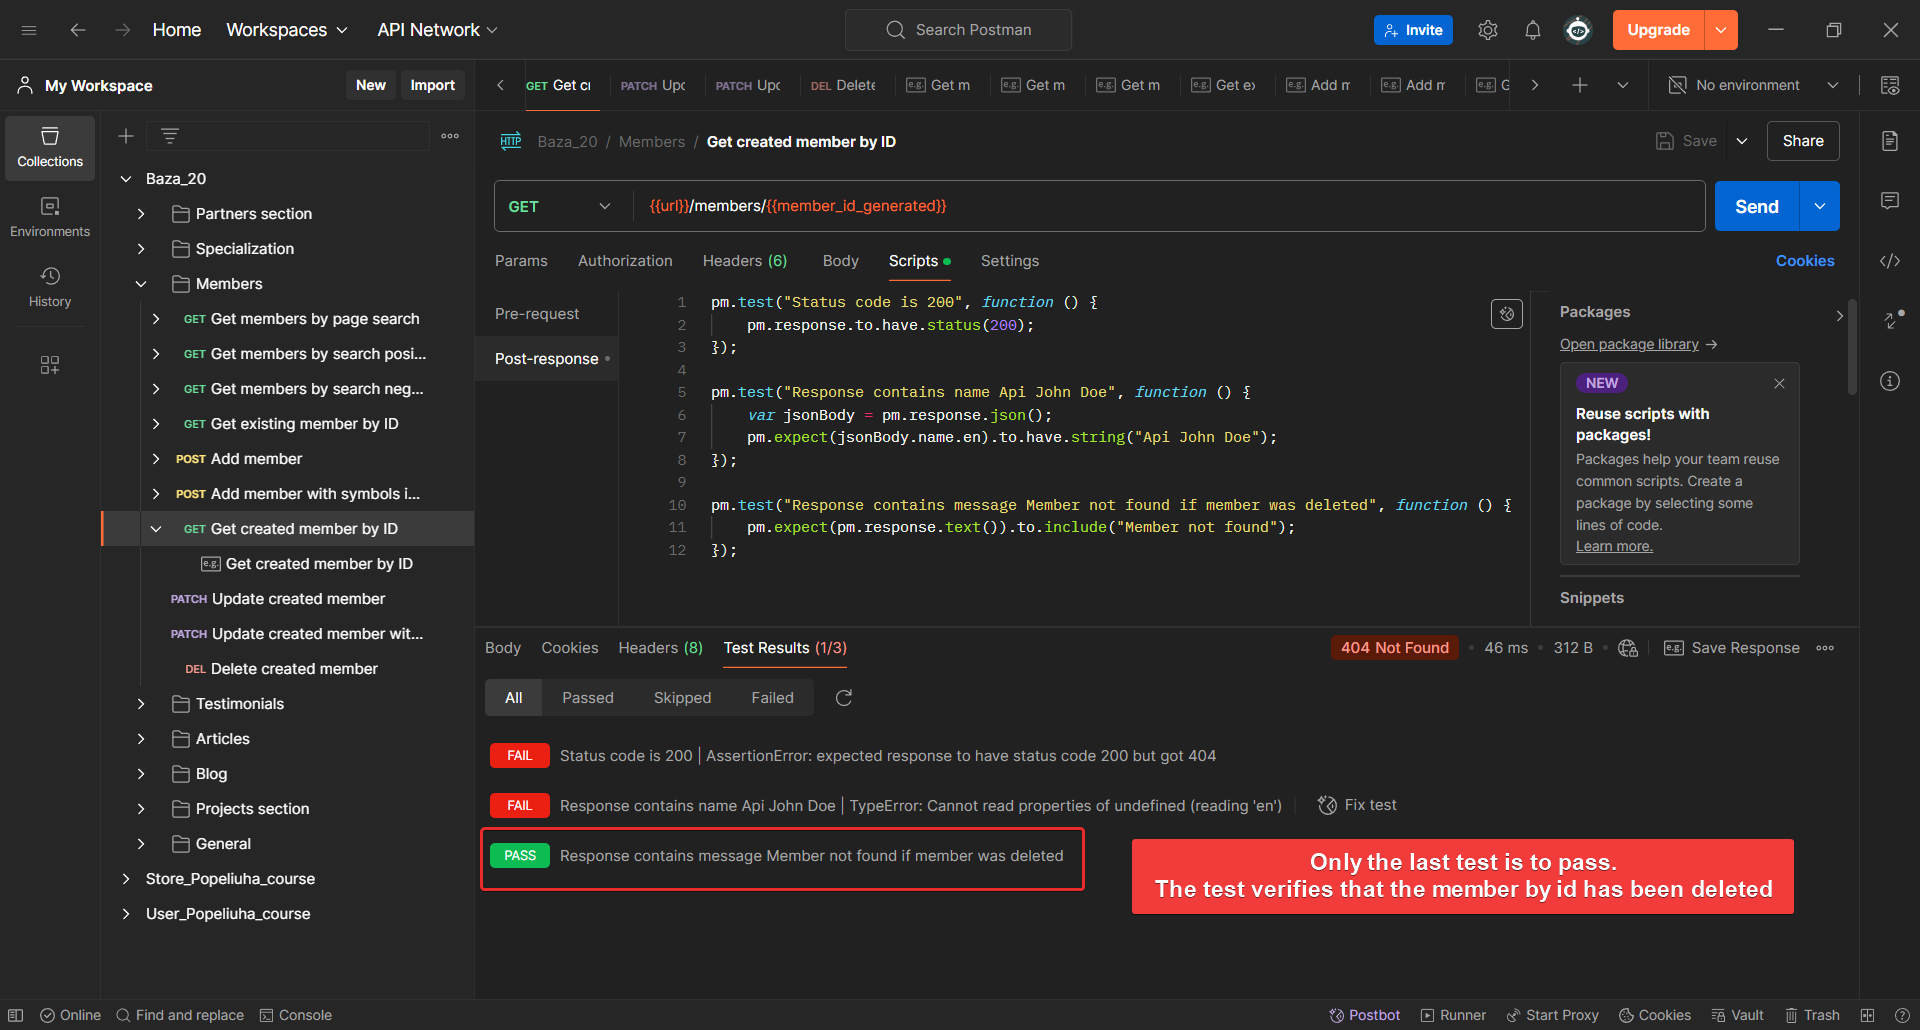 Home Workspaces API Network Search Postman Invite Upgrade
My Workspace New Import
GET Get cr PATCH Upd PATCH Upd DEL Delete e.g. Get m e.g. Get m e.g. Get m e.g. Get ex e.g. Add m e.g. Add m e.g. G No environment
Collections
Environments
History
Baza_20
Partners section
Specialization
Members
GET Get members by page search
GET Get members by search posi...
GET Get members by search neg...
GET Get existing member by ID
POST Add member
POST Add member with symbols i...
GET Get created member by ID
e.g. Get created member by ID
PATCH Update created member
PATCH Update created member wit...
DEL Delete created member
Testimonials
Articles
Blog
Projects section
General
Store_Popeliuha_course
User_Popeliuha_course
HTTP Baza_20 / Members / Get created member by ID Save Share
GET {{url}}/members/{{member_id_generated}} Send
Params Authorization Headers (6) Body Scripts Settings Cookies
Pre-request
Post-response
1 pm.test("Status code is 200", function () {
2 pm.response.to.have.status(200);
3 });
4
5 pm.test("Response contains name Api John Doe", function () {
6 var jsonBody = pm.response.json();
7 pm.expect(jsonBody.name.en).to.have.string("Api John Doe");
8 });
9
10 pm.test("Response contains message Member not found if member was deleted", function () {
11 pm.expect(pm.response.text()).to.include("Member not found");
12 });
Packages
Open package library →
NEW
Reuse scripts with
packages!
Packages help your team reuse
common scripts. Create a
package by selecting some
lines of code.
Learn more.
Snippets
Body Cookies Headers (8) Test Results (1/3) 404 Not Found 46 ms 312 B e.g. Save Response
All Passed Skipped Failed
FAIL Status code is 200 | AssertionError: expected response to have status code 200 but got 404
FAIL Response contains name Api John Doe | TypeError: Cannot read properties of undefined (reading 'en') Fix test
PASS Response contains message Member not found if member was deleted
Only the last test is to pass.
The test verifies that the member by id has been deleted
Online Find and replace Console Postbot Runner Start Proxy Cookies Vault Trash